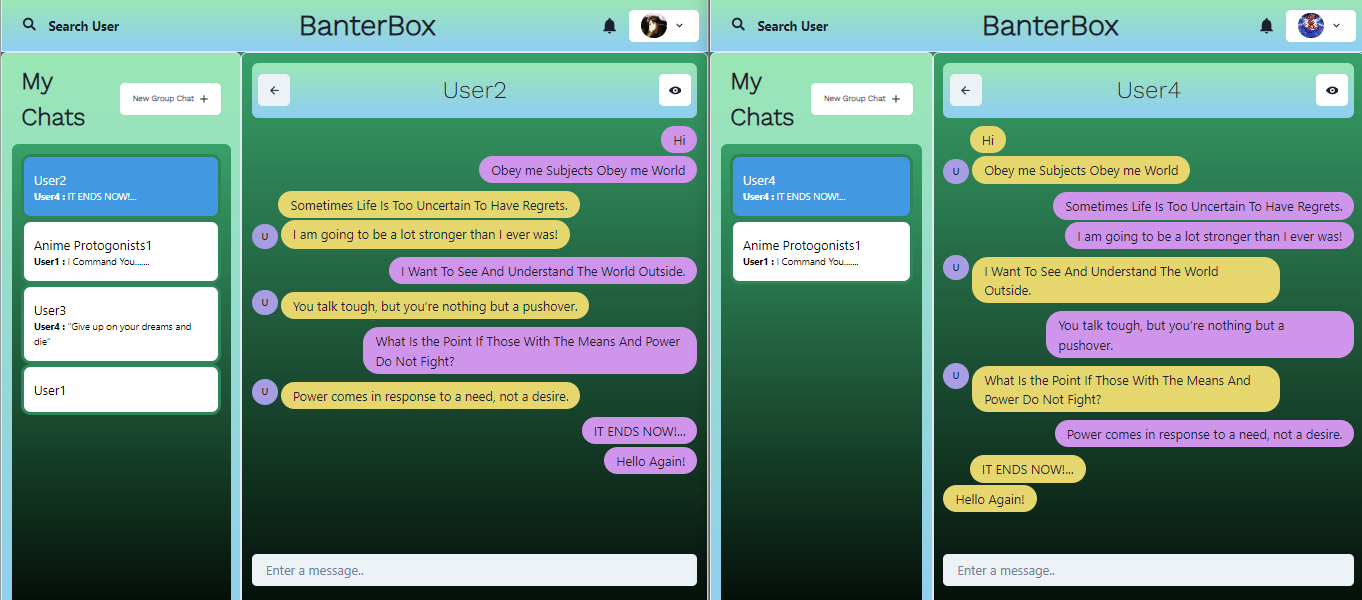 Search User
BanterBox
My
Chats
New Group Chat +
User2
User4 : IT ENDS NOW!...
Anime Protogonists1
User1 : I Command You.......
User3
User4 : "Give up on your dreams and
die"
User1
User2
Hi
Obey me Subjects Obey me World
Sometimes Life Is Too Uncertain To Have Regrets.
U
I am going to be a lot stronger than I ever was!
I Want To See And Understand The World Outside.
U
You talk tough, but you're nothing but a pushover.
What Is the Point If Those With The Means And Power
Do Not Fight?
U
Power comes in response to a need, not a desire.
IT ENDS NOW!...
Hello Again!
Enter a message..
Search User
BanterBox
My
Chats
New Group Chat +
User4
User4 : IT ENDS NOW!...
Anime Protogonists1
User1 : I Command You.......
User4
Hi
U
Obey me Subjects Obey me World
Sometimes Life Is Too Uncertain To Have Regrets.
I am going to be a lot stronger than I ever was!
U
I Want To See And Understand The World
Outside.
You talk tough, but you're nothing but a
pushover.
U
What Is the Point If Those With The Means And
Power Do Not Fight?
Power comes in response to a need, not a desire.
IT ENDS NOW!...
Hello Again!
Enter a message..